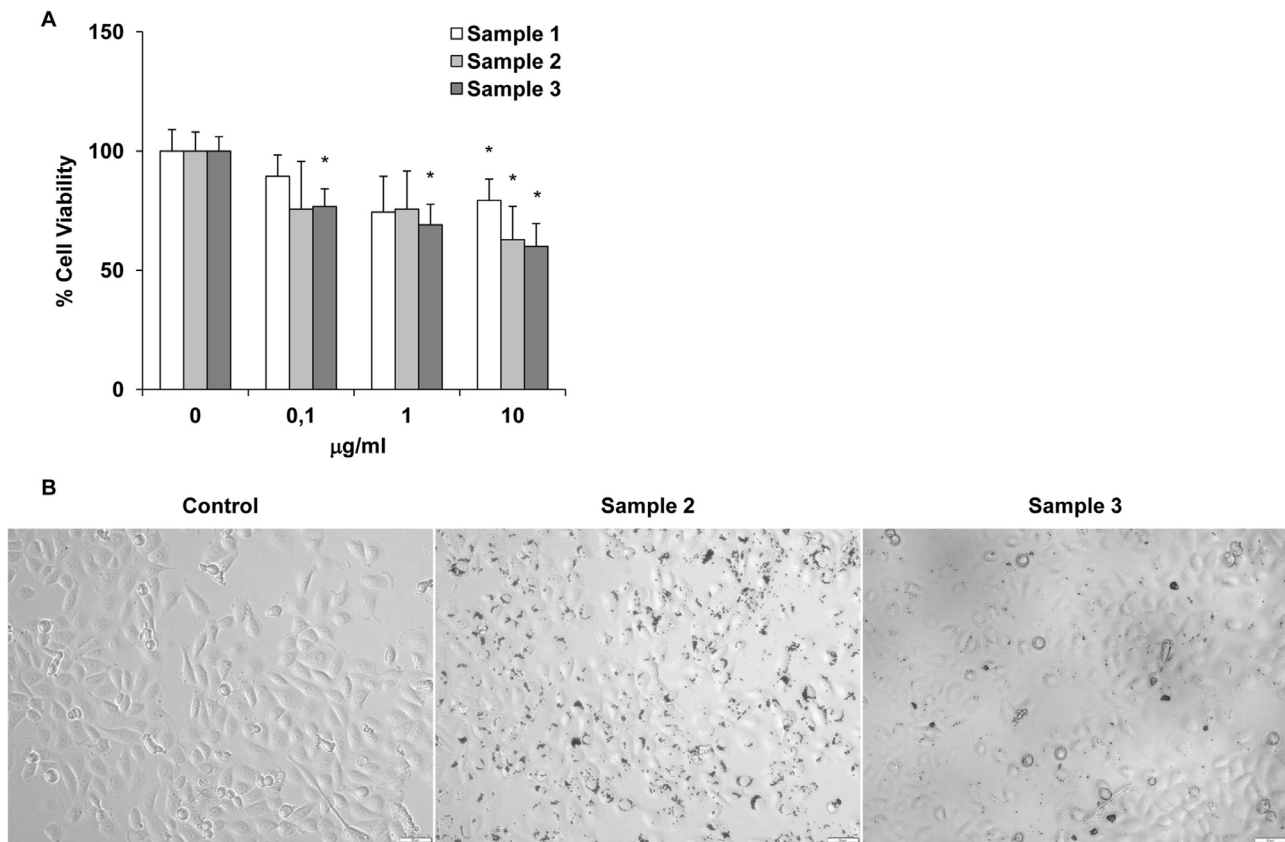 A
150
Sample 1
Sample 2
Sample 3
100
50
0
% Cell Viability
*
*
*
*
*
0 0,1 1 10
μg/ml
B
Control Sample 2 Sample 3